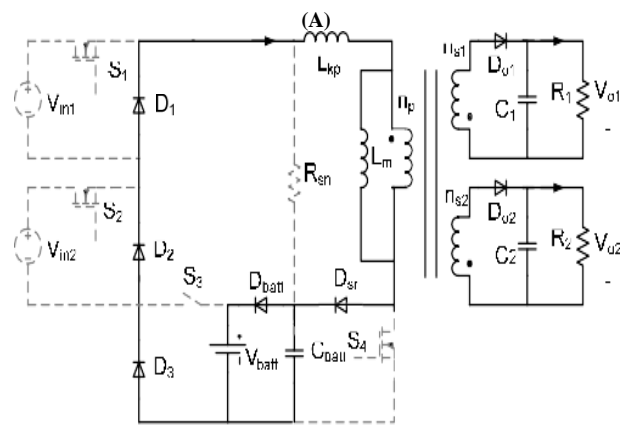 (A)
S1
Lkp
ns1
Do1
Vin1
D1
np
C1
R1
Vo1
-
Lm
Rsn
S2
ns2
Do2
Vin2
D2
C2
R2
Vo2
-
S3
Dbatt
Dsr
S4
D3
Vbatt
Cbatt